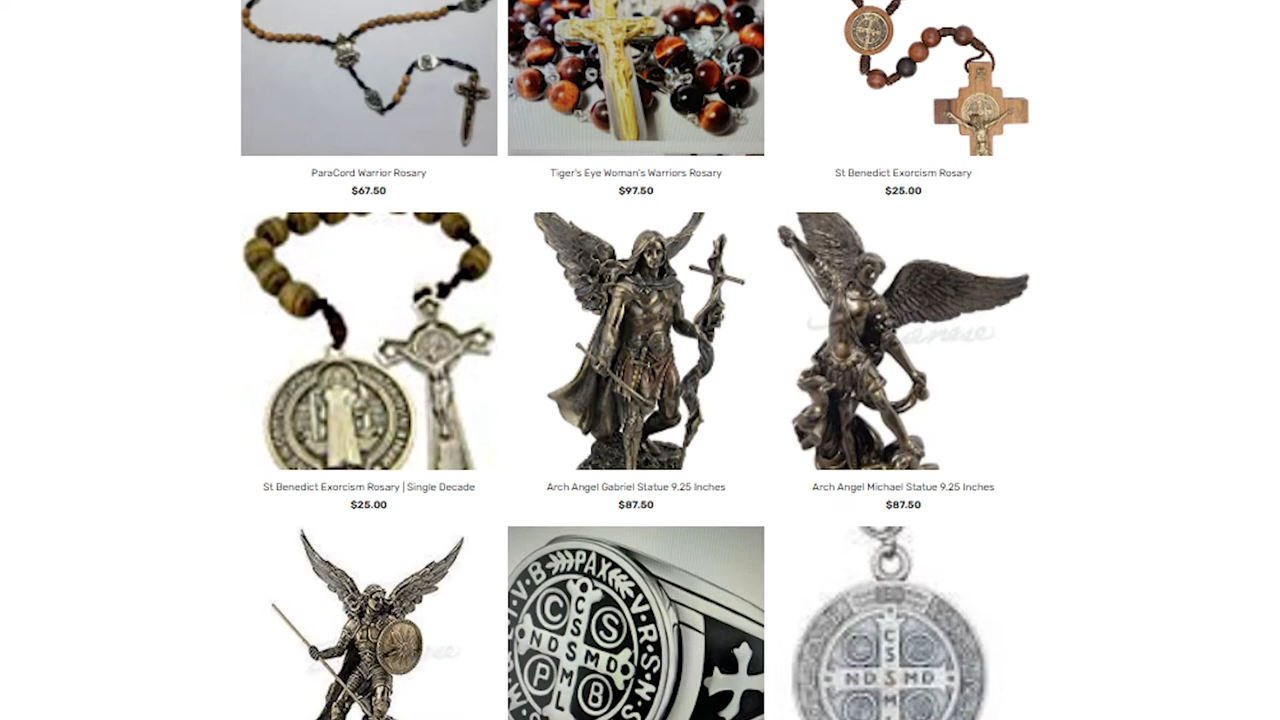 ParaCord Warrior Rosary
$67.50
Tiger's Eye Woman's Warriors Rosary
$97.50
St Benedict Exorcism Rosary
$25.00
St Benedict Exorcism Rosary | Single Decade
$25.00
Arch Angel Gabriel Statue 9.25 Inches
$87.50
Arch Angel Michael Statue 9.25 Inches
$87.50
V·B PAX V·R·S·N·S
C S
P B
C S S M L
N D S M D
C S S M
N D S M D